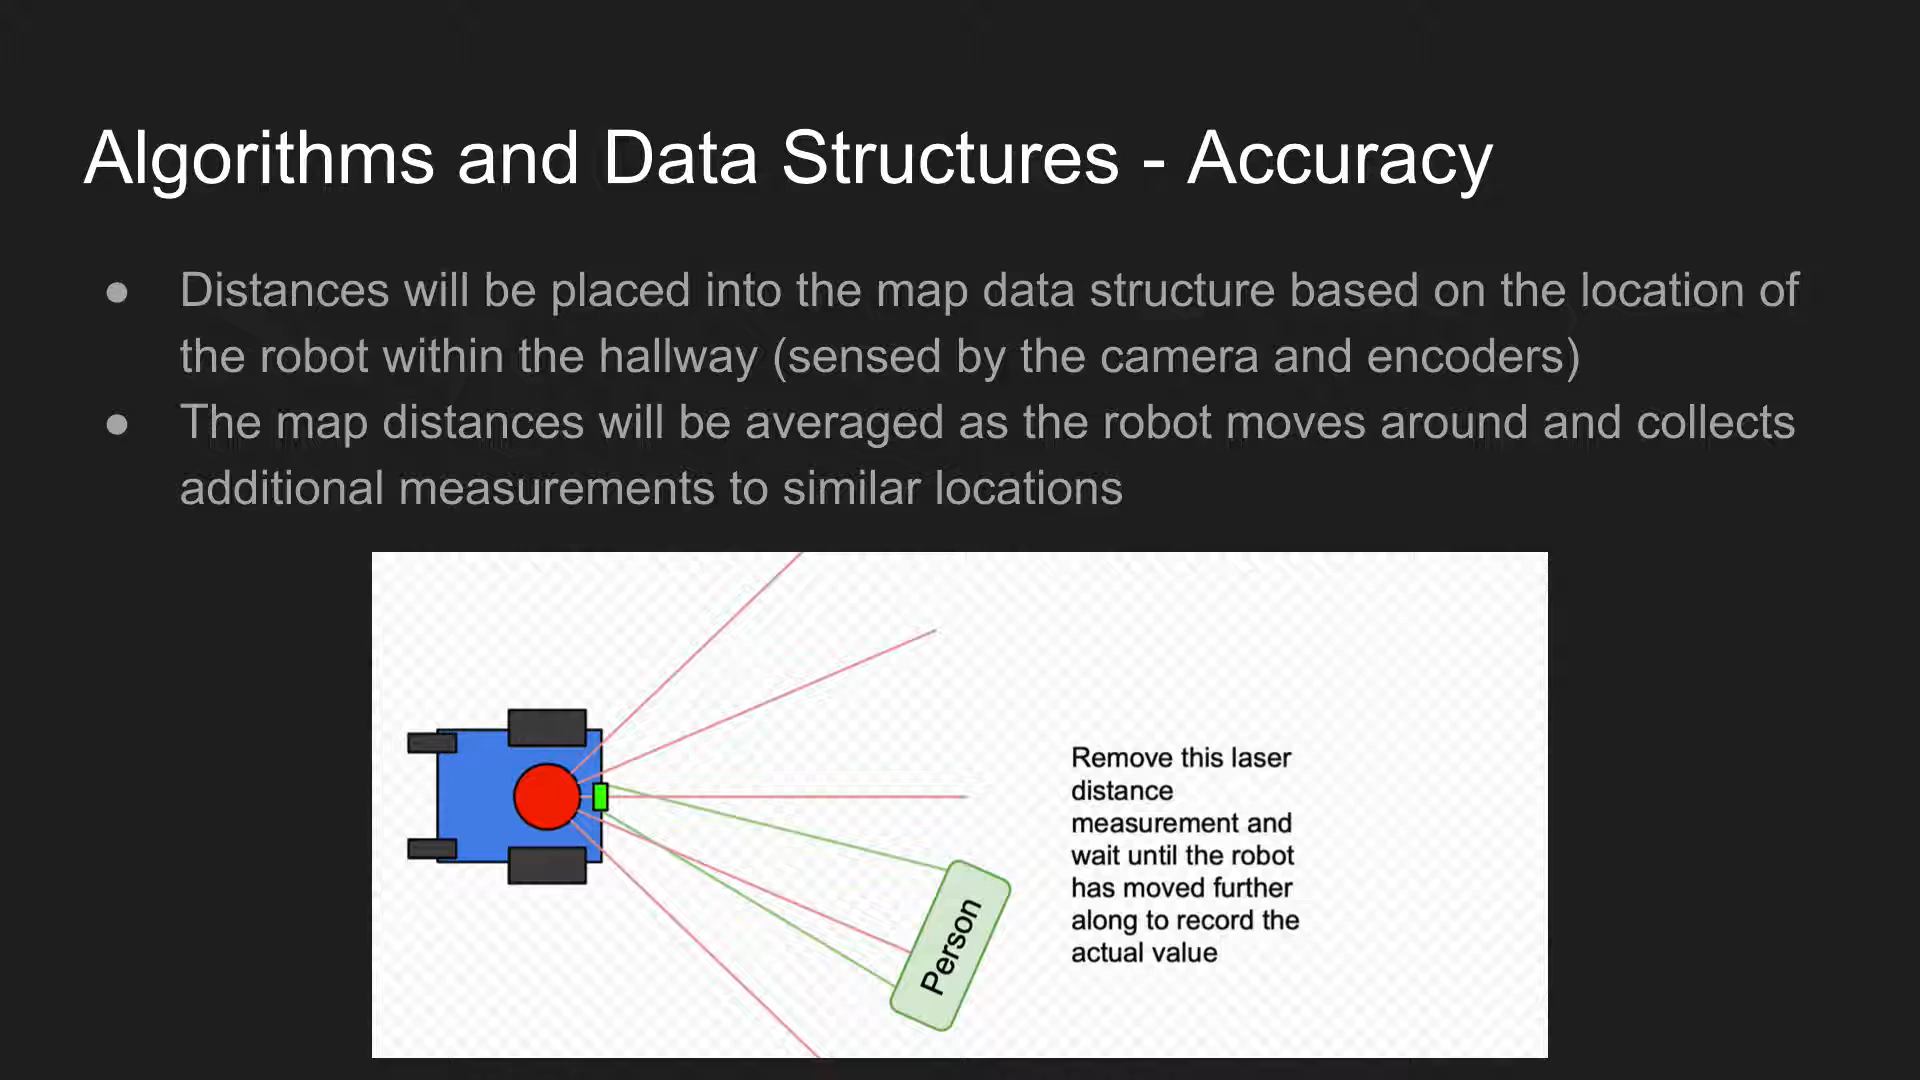 Algorithms and Data Structures - Accuracy
● Distances will be placed into the map data structure based on the location of
the robot within the hallway (sensed by the camera and encoders)
● The map distances will be averaged as the robot moves around and collects
additional measurements to similar locations
Remove this laser
distance
measurement and
wait until the robot
has moved further
along to record the
actual value
Person